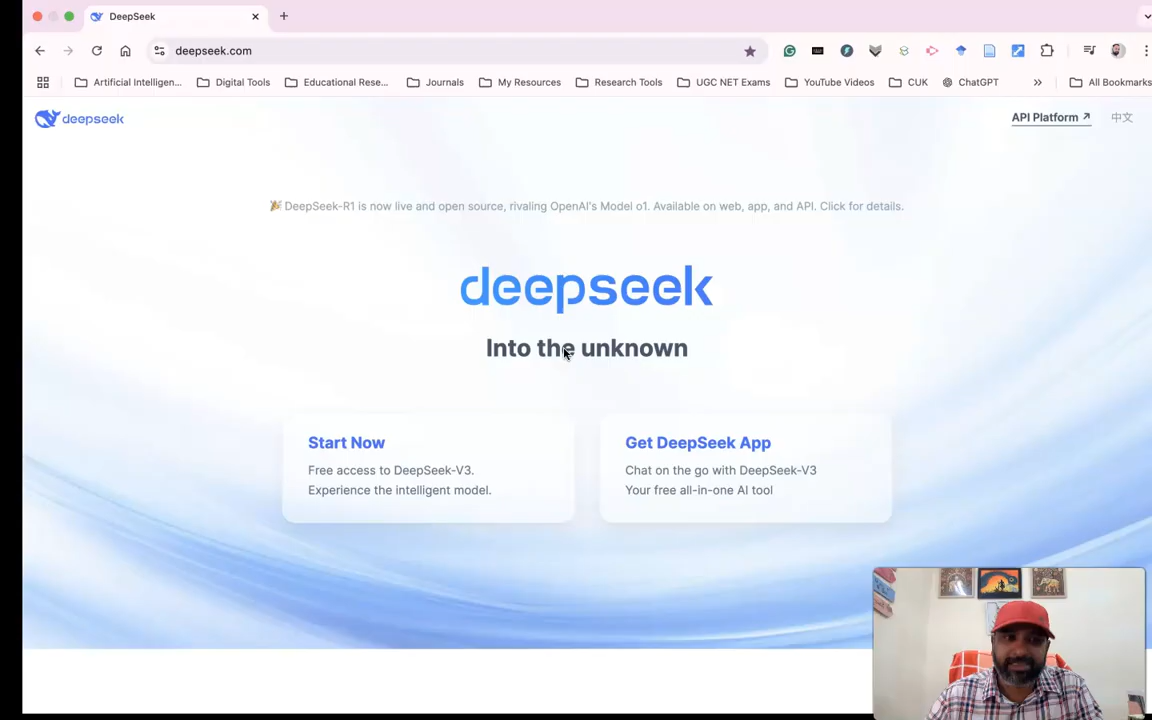 DeepSeek
deepseek.com
Artificial Intelligen...
Digital Tools
Educational Rese...
Journals
My Resources
Research Tools
UGC NET Exams
YouTube Videos
CUK
ChatGPT
»
All Bookmarks
deepseek
API Platform ↗
中文
🎉 DeepSeek-R1 is now live and open source, rivaling OpenAI's Model o1. Available on web, app, and API. Click for details.
deepseek
Into the unknown
Start Now
Free access to DeepSeek-V3.
Experience the intelligent model.
Get DeepSeek App
Chat on the go with DeepSeek-V3
Your free all-in-one AI tool